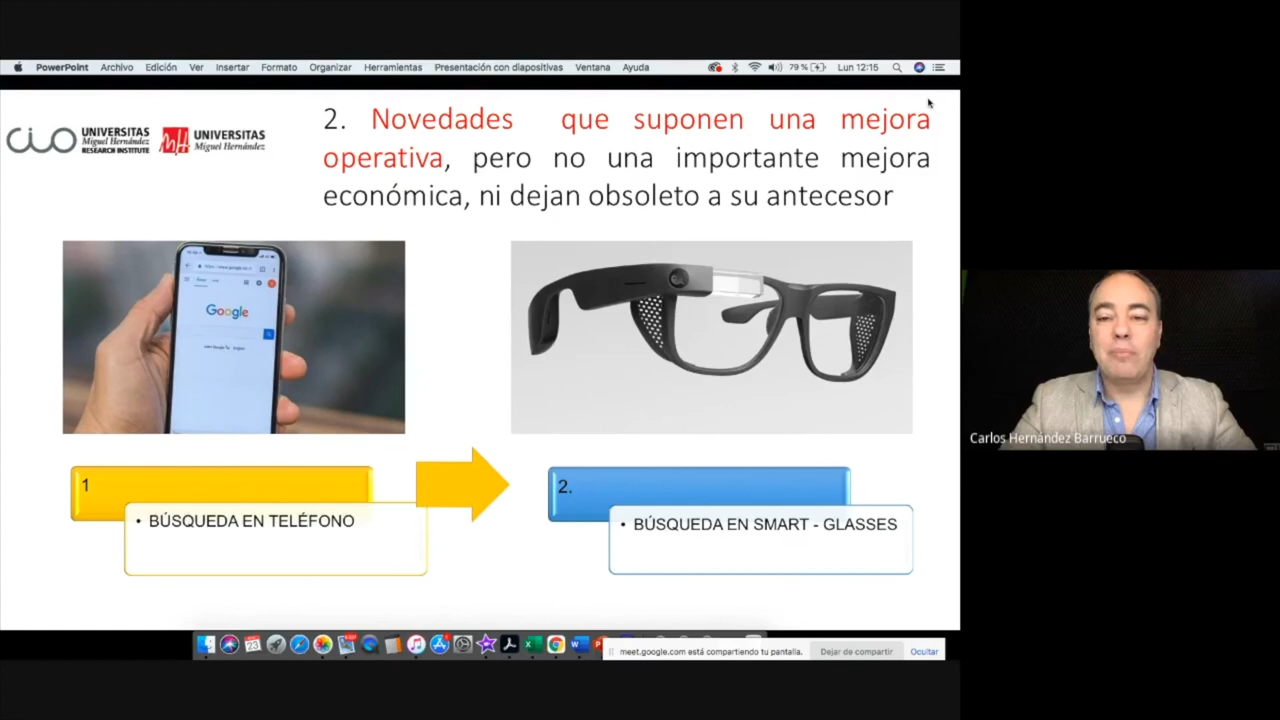 PowerPoint Archivo Edición Ver Insertar Formato Organizar Herramientas Presentación con diapositivas Ventana Ayuda 79 % Lun 12:15
2. Novedades que suponen una mejora
operativa, pero no una importante mejora
económica, ni dejan obsoleto a su antecesor
CIO UNIVERSITAS
Miguel Hernández
RESEARCH INSTITUTE
UNIVERSITAS
Miguel Hernández
Google
1
• BÚSQUEDA EN TELÉFONO
2.
• BÚSQUEDA EN SMART - GLASSES
Carlos Hernández Barrueco
23
meet.google.com está compartiendo tu pantalla. Dejar de compartir Ocultar